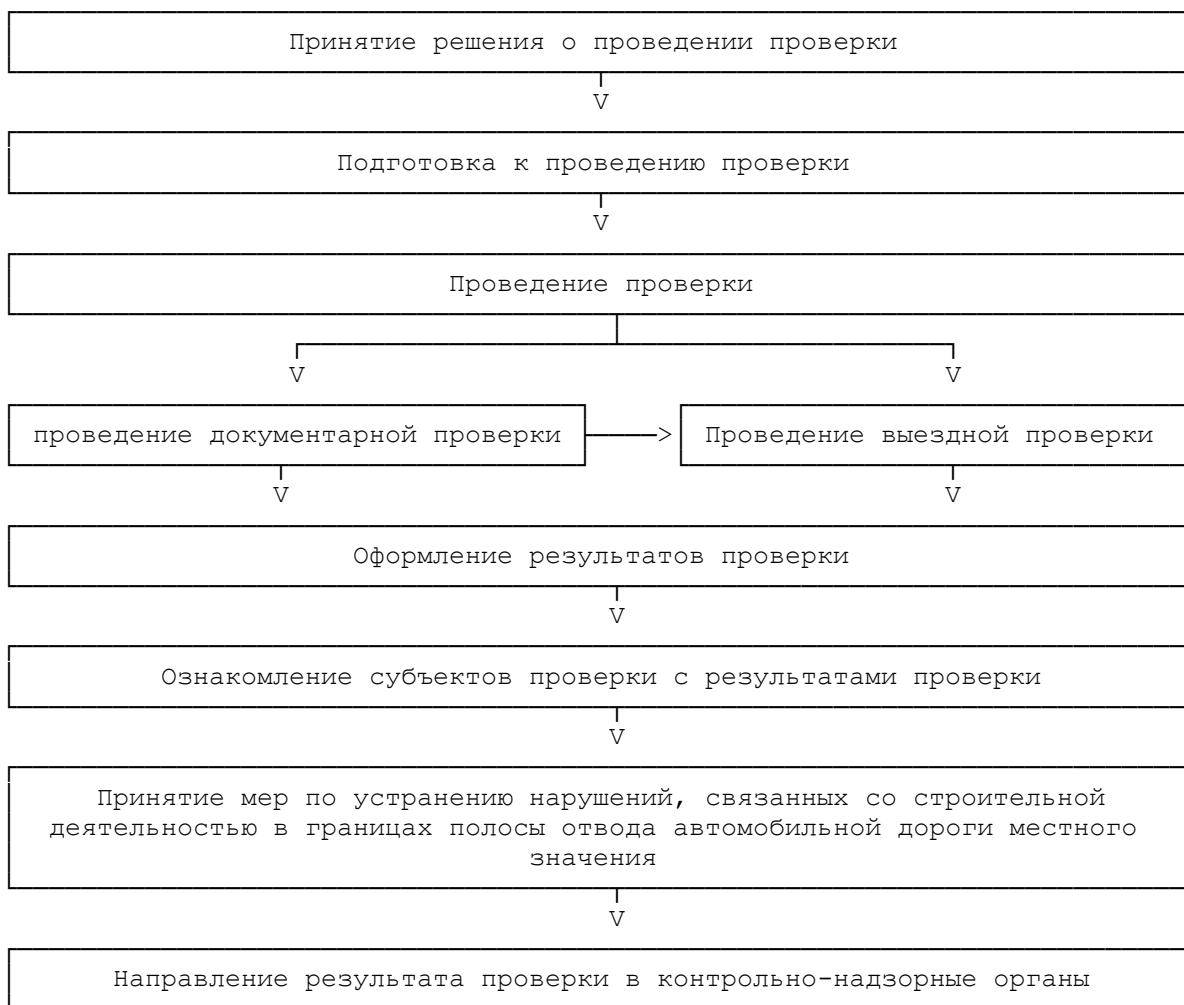 Принятие решения о проведении проверки
V
Подготовка к проведению проверки
V
Проведение проверки
V V
проведение документарной проверки > Проведение выездной проверки
V V
Оформление результатов проверки
V
Ознакомление субъектов проверки с результатами проверки
V
Принятие мер по устранению нарушений, связанных со строительной
деятельностью в границах полосы отвода автомобильной дороги местного
значения
V
Направление результата проверки в контрольно-надзорные органы